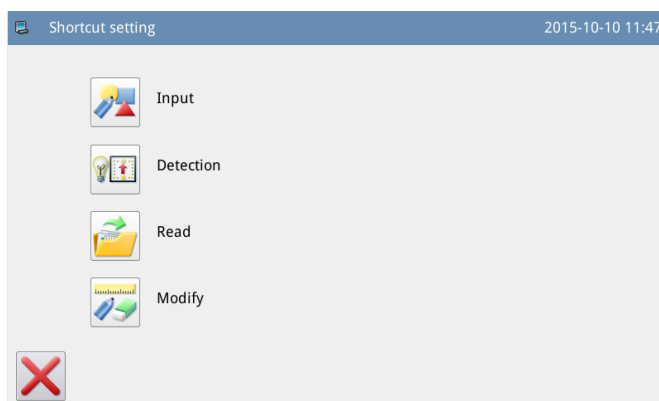 Shortcut setting 2015-10-10 11:47
Input
Detection
Read
Modify